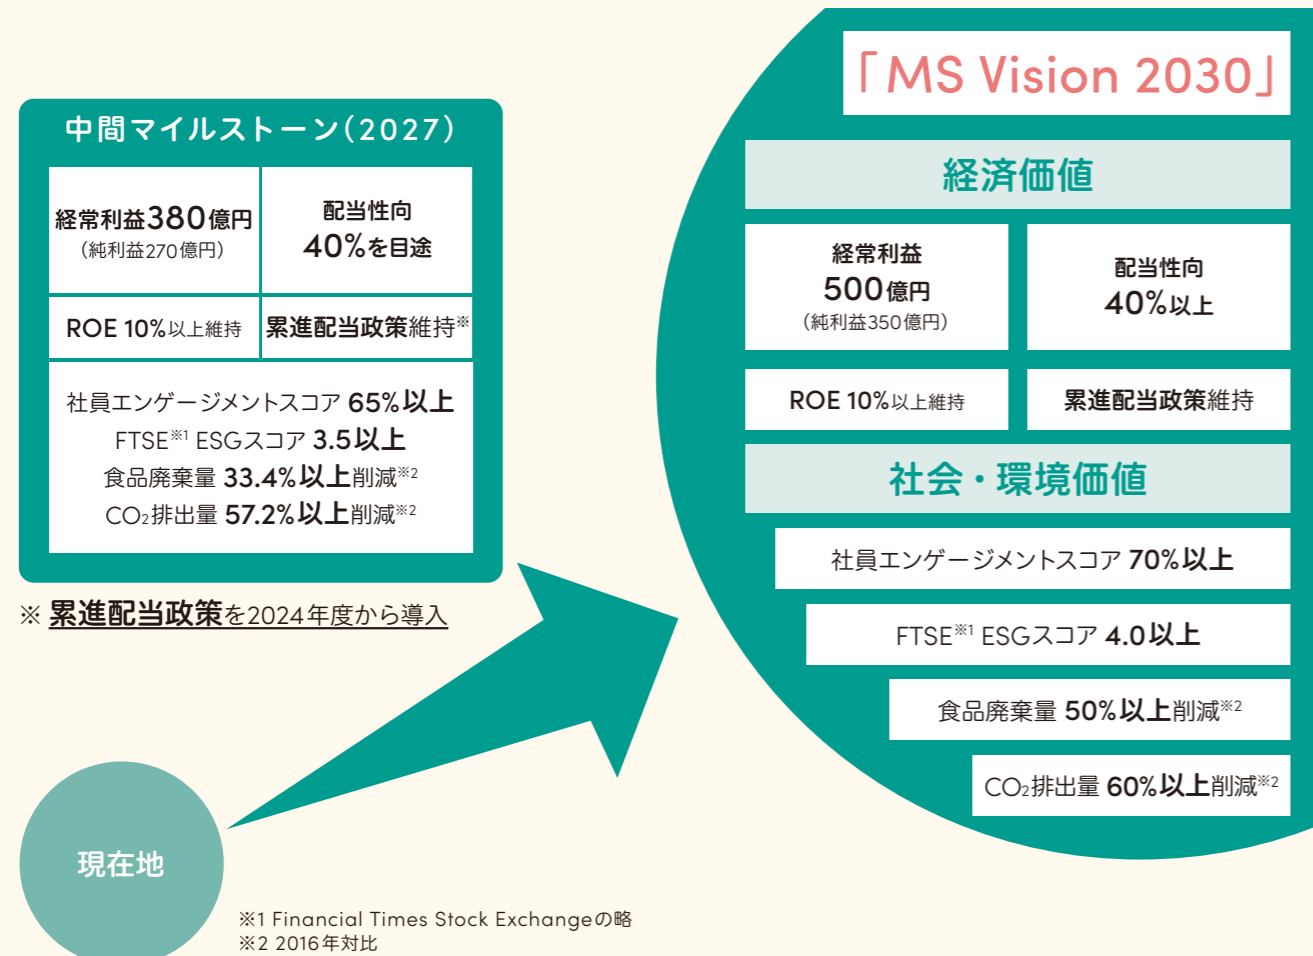 中間マイルストーン(2027)
経常利益380億円
(純利益270億円)
配当性向
40%を目途
ROE 10%以上維持
累進配当政策維持※
社員エンゲージメントスコア 65%以上
FTSE※1 ESGスコア 3.5以上
食品廃棄量 33.4%以上削減※2
CO2排出量 57.2%以上削減※2
※ 累進配当政策を2024年度から導入
現在地
「MS Vision 2030」
経済価値
経常利益
500億円
(純利益350億円)
配当性向
40%以上
ROE 10%以上維持
累進配当政策維持
社会・環境価値
社員エンゲージメントスコア 70%以上
FTSE※1 ESGスコア 4.0以上
食品廃棄量 50%以上削減※2
CO2排出量 60%以上削減※2
※1 Financial Times Stock Exchangeの略
※2 2016年対比